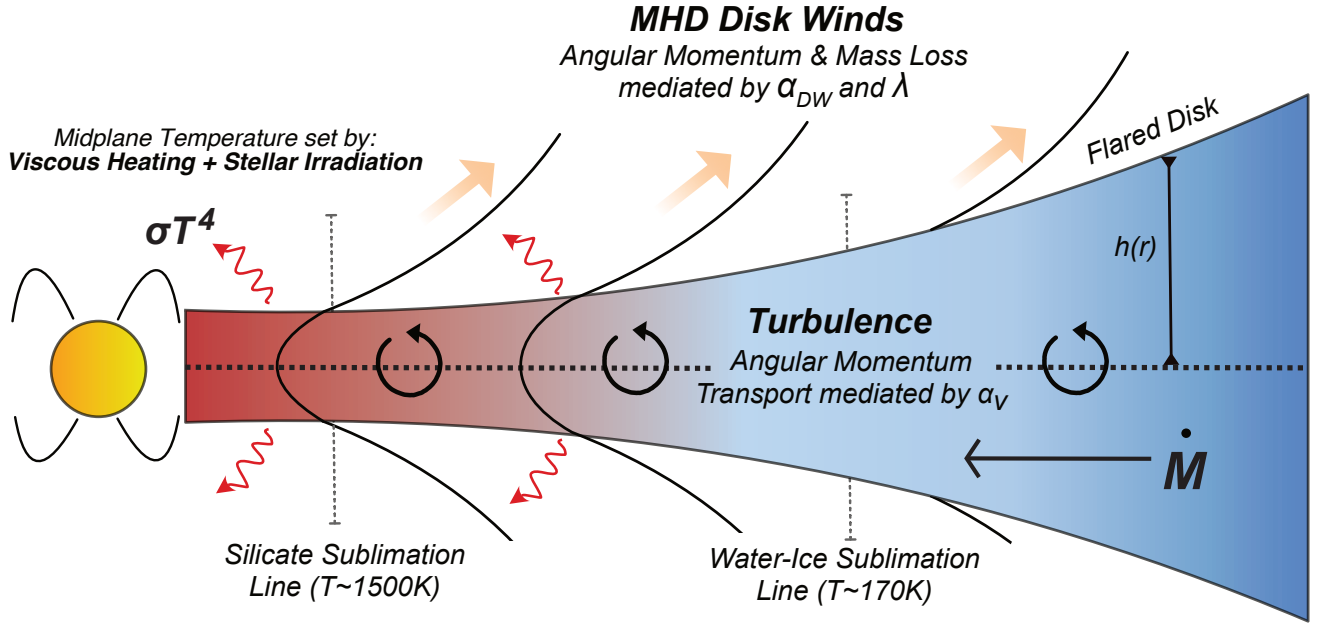 MHD Disk Winds
Angular Momentum & Mass Loss
mediated by α_DW and λ
Midplane Temperature set by:
Viscous Heating + Stellar Irradiation
σT⁴
Flared Disk
h(r)
Turbulence
Angular Momentum
Transport mediated by αᵥ
Ṁ
Silicate Sublimation
Line (T~1500K)
Water-Ice Sublimation
Line (T~170K)